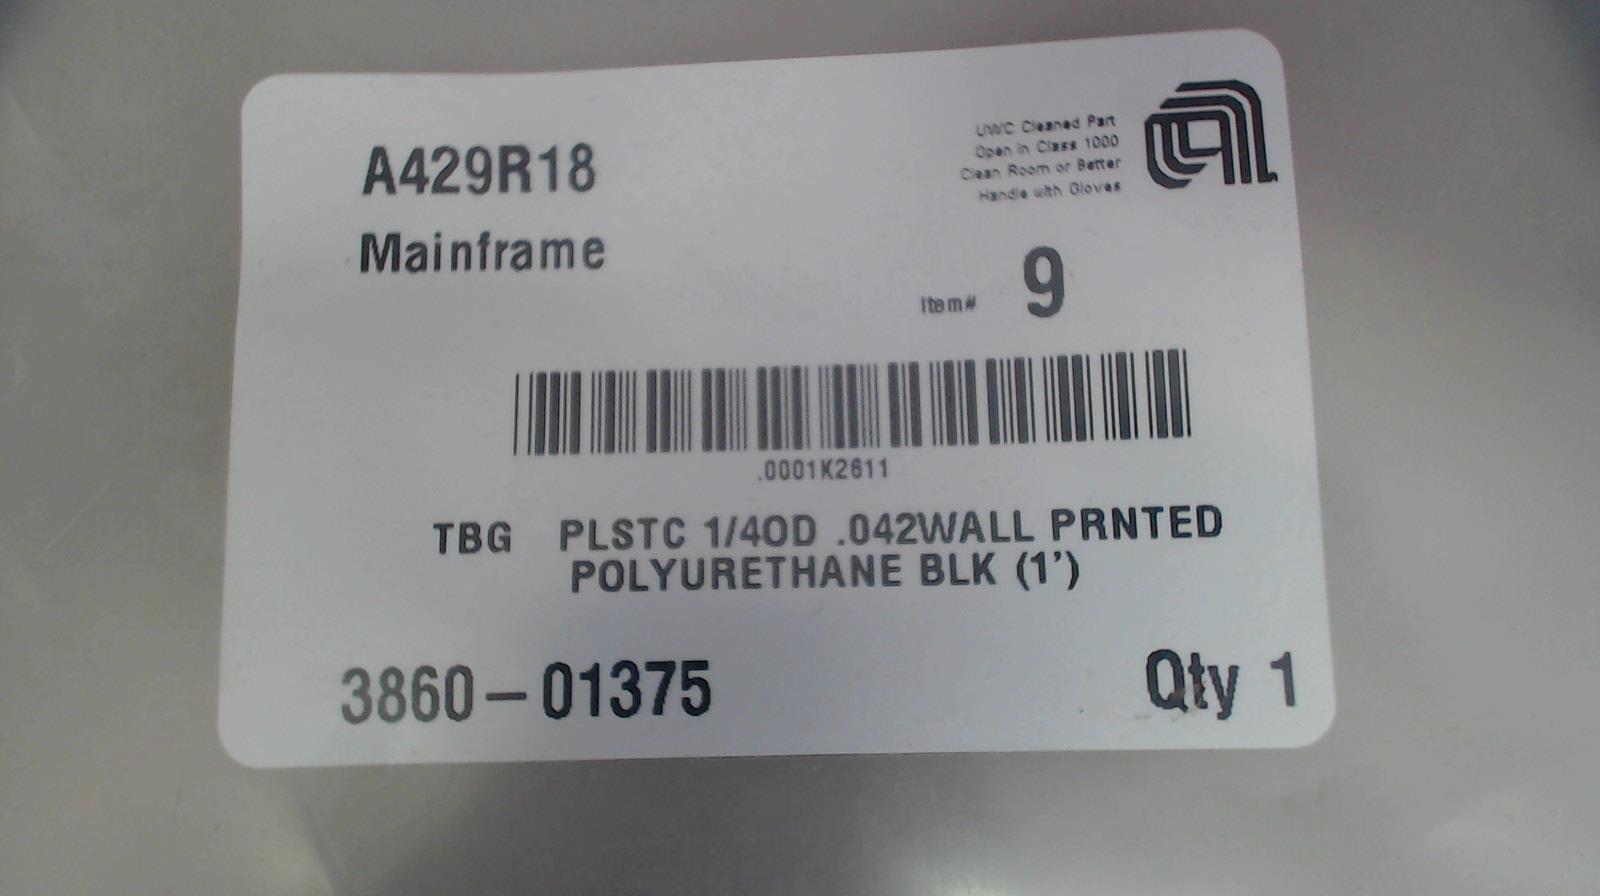 A429R18
UWC Cleaned Part
Open in Class 1000
Clean Room or Better
Handle with Gloves
Mainframe
Item# 9
.0001K2611
TBG PLSTC 1/4OD .042WALL PRNTED
POLYURETHANE BLK (1')
3860-01375
Qty 1